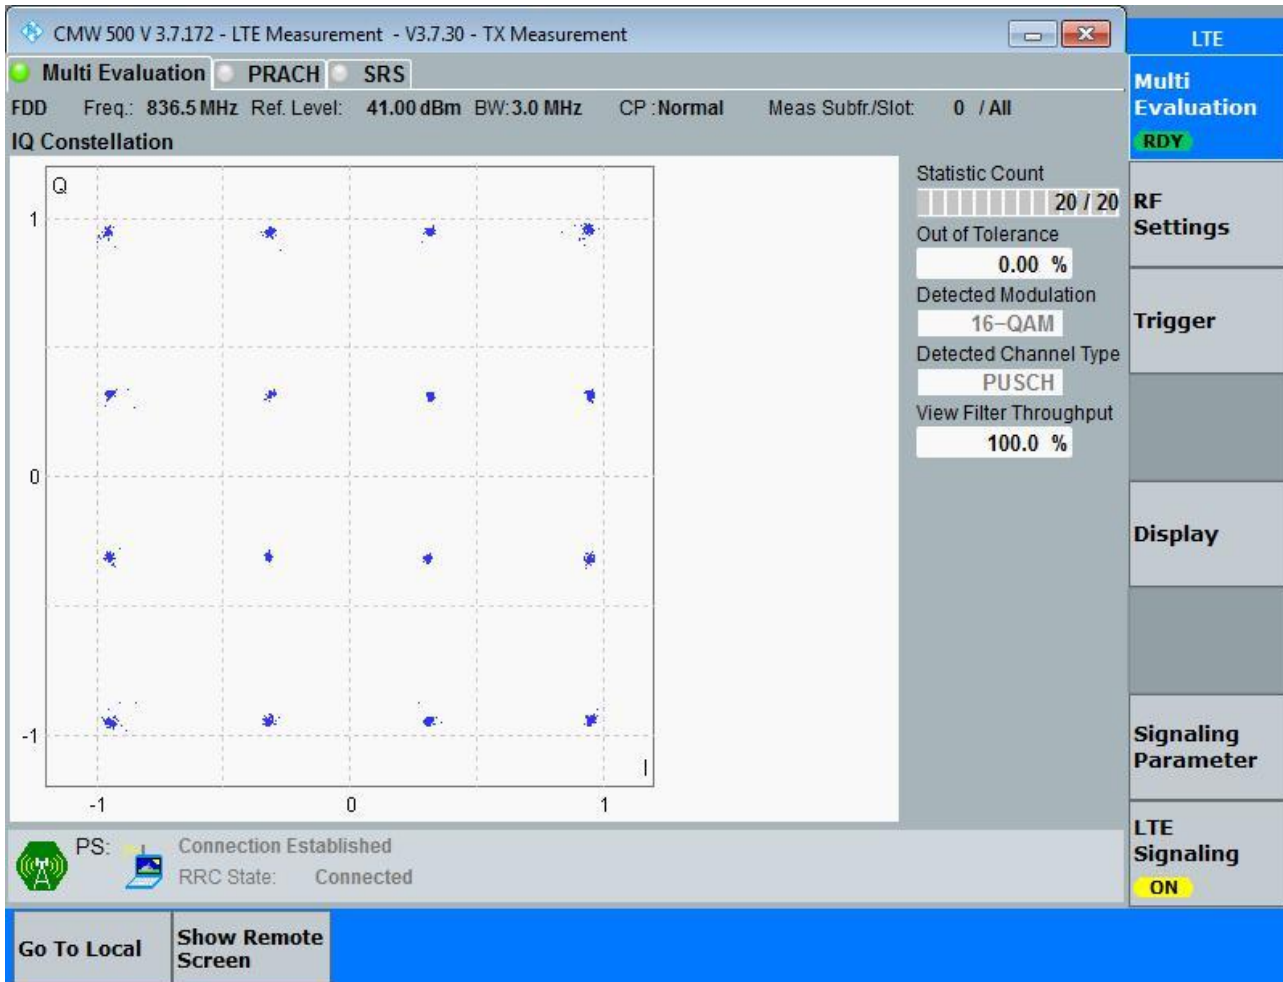 CMW 500 V 3.7.172 - LTE Measurement - V3.7.30 - TX Measurement
LTE
Multi Evaluation PRACH SRS
FDD Freq.: 836.5 MHz Ref. Level: 41.00 dBm BW: 3.0 MHz CP : Normal Meas Subfr./Slot: 0 / All
IQ Constellation
Q
1
0
-1
I
-1 0 1
Statistic Count
20 / 20
Out of Tolerance
0.00 %
Detected Modulation
16-QAM
Detected Channel Type
PUSCH
View Filter Throughput
100.0 %
Multi
Evaluation
RDY
RF
Settings
Trigger
Display
Signaling
Parameter
LTE
Signaling
ON
PS: Connection Established
RRC State: Connected
Go To Local
Show Remote
Screen